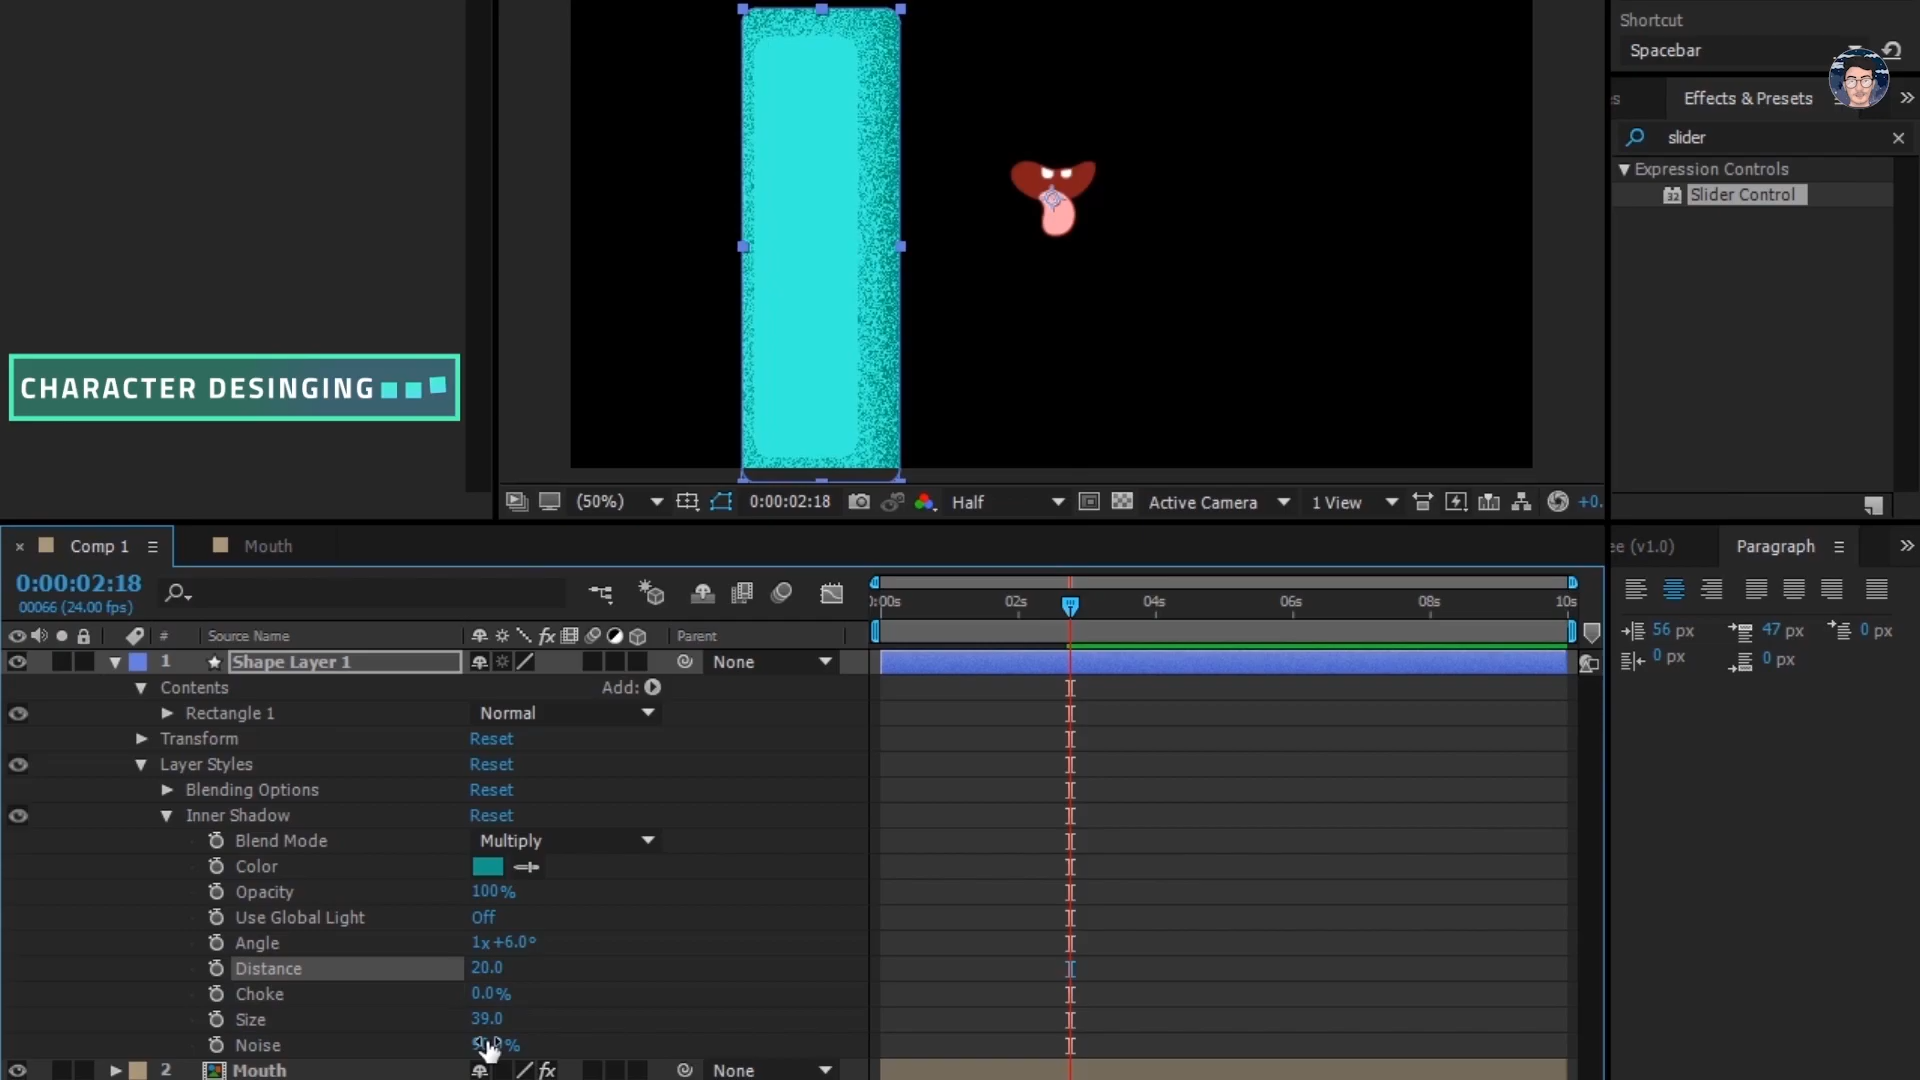 Shortcut
Spacebar
Effects & Presets
slider
Expression Controls
32 Slider Control
CHARACTER DESINGING
(50%) 0:00:02:18 Half Active Camera 1 View +0.
Comp 1 Mouth
ee (v1.0) Paragraph
0:00:02:18
00066 (24.00 fps)
0:00s 02s 04s 06s 08s 10s
56 px 47 px 0 px
0 px 0 px
# Source Name fx Parent
1 Shape Layer 1 None
Contents Add:
Rectangle 1 Normal
Transform Reset
Layer Styles Reset
Blending Options Reset
Inner Shadow Reset
Blend Mode Multiply
Color
Opacity 100%
Use Global Light Off
Angle 1x+6.0°
Distance 20.0
Choke 0.0%
Size 39.0
Noise %
2 Mouth fx None